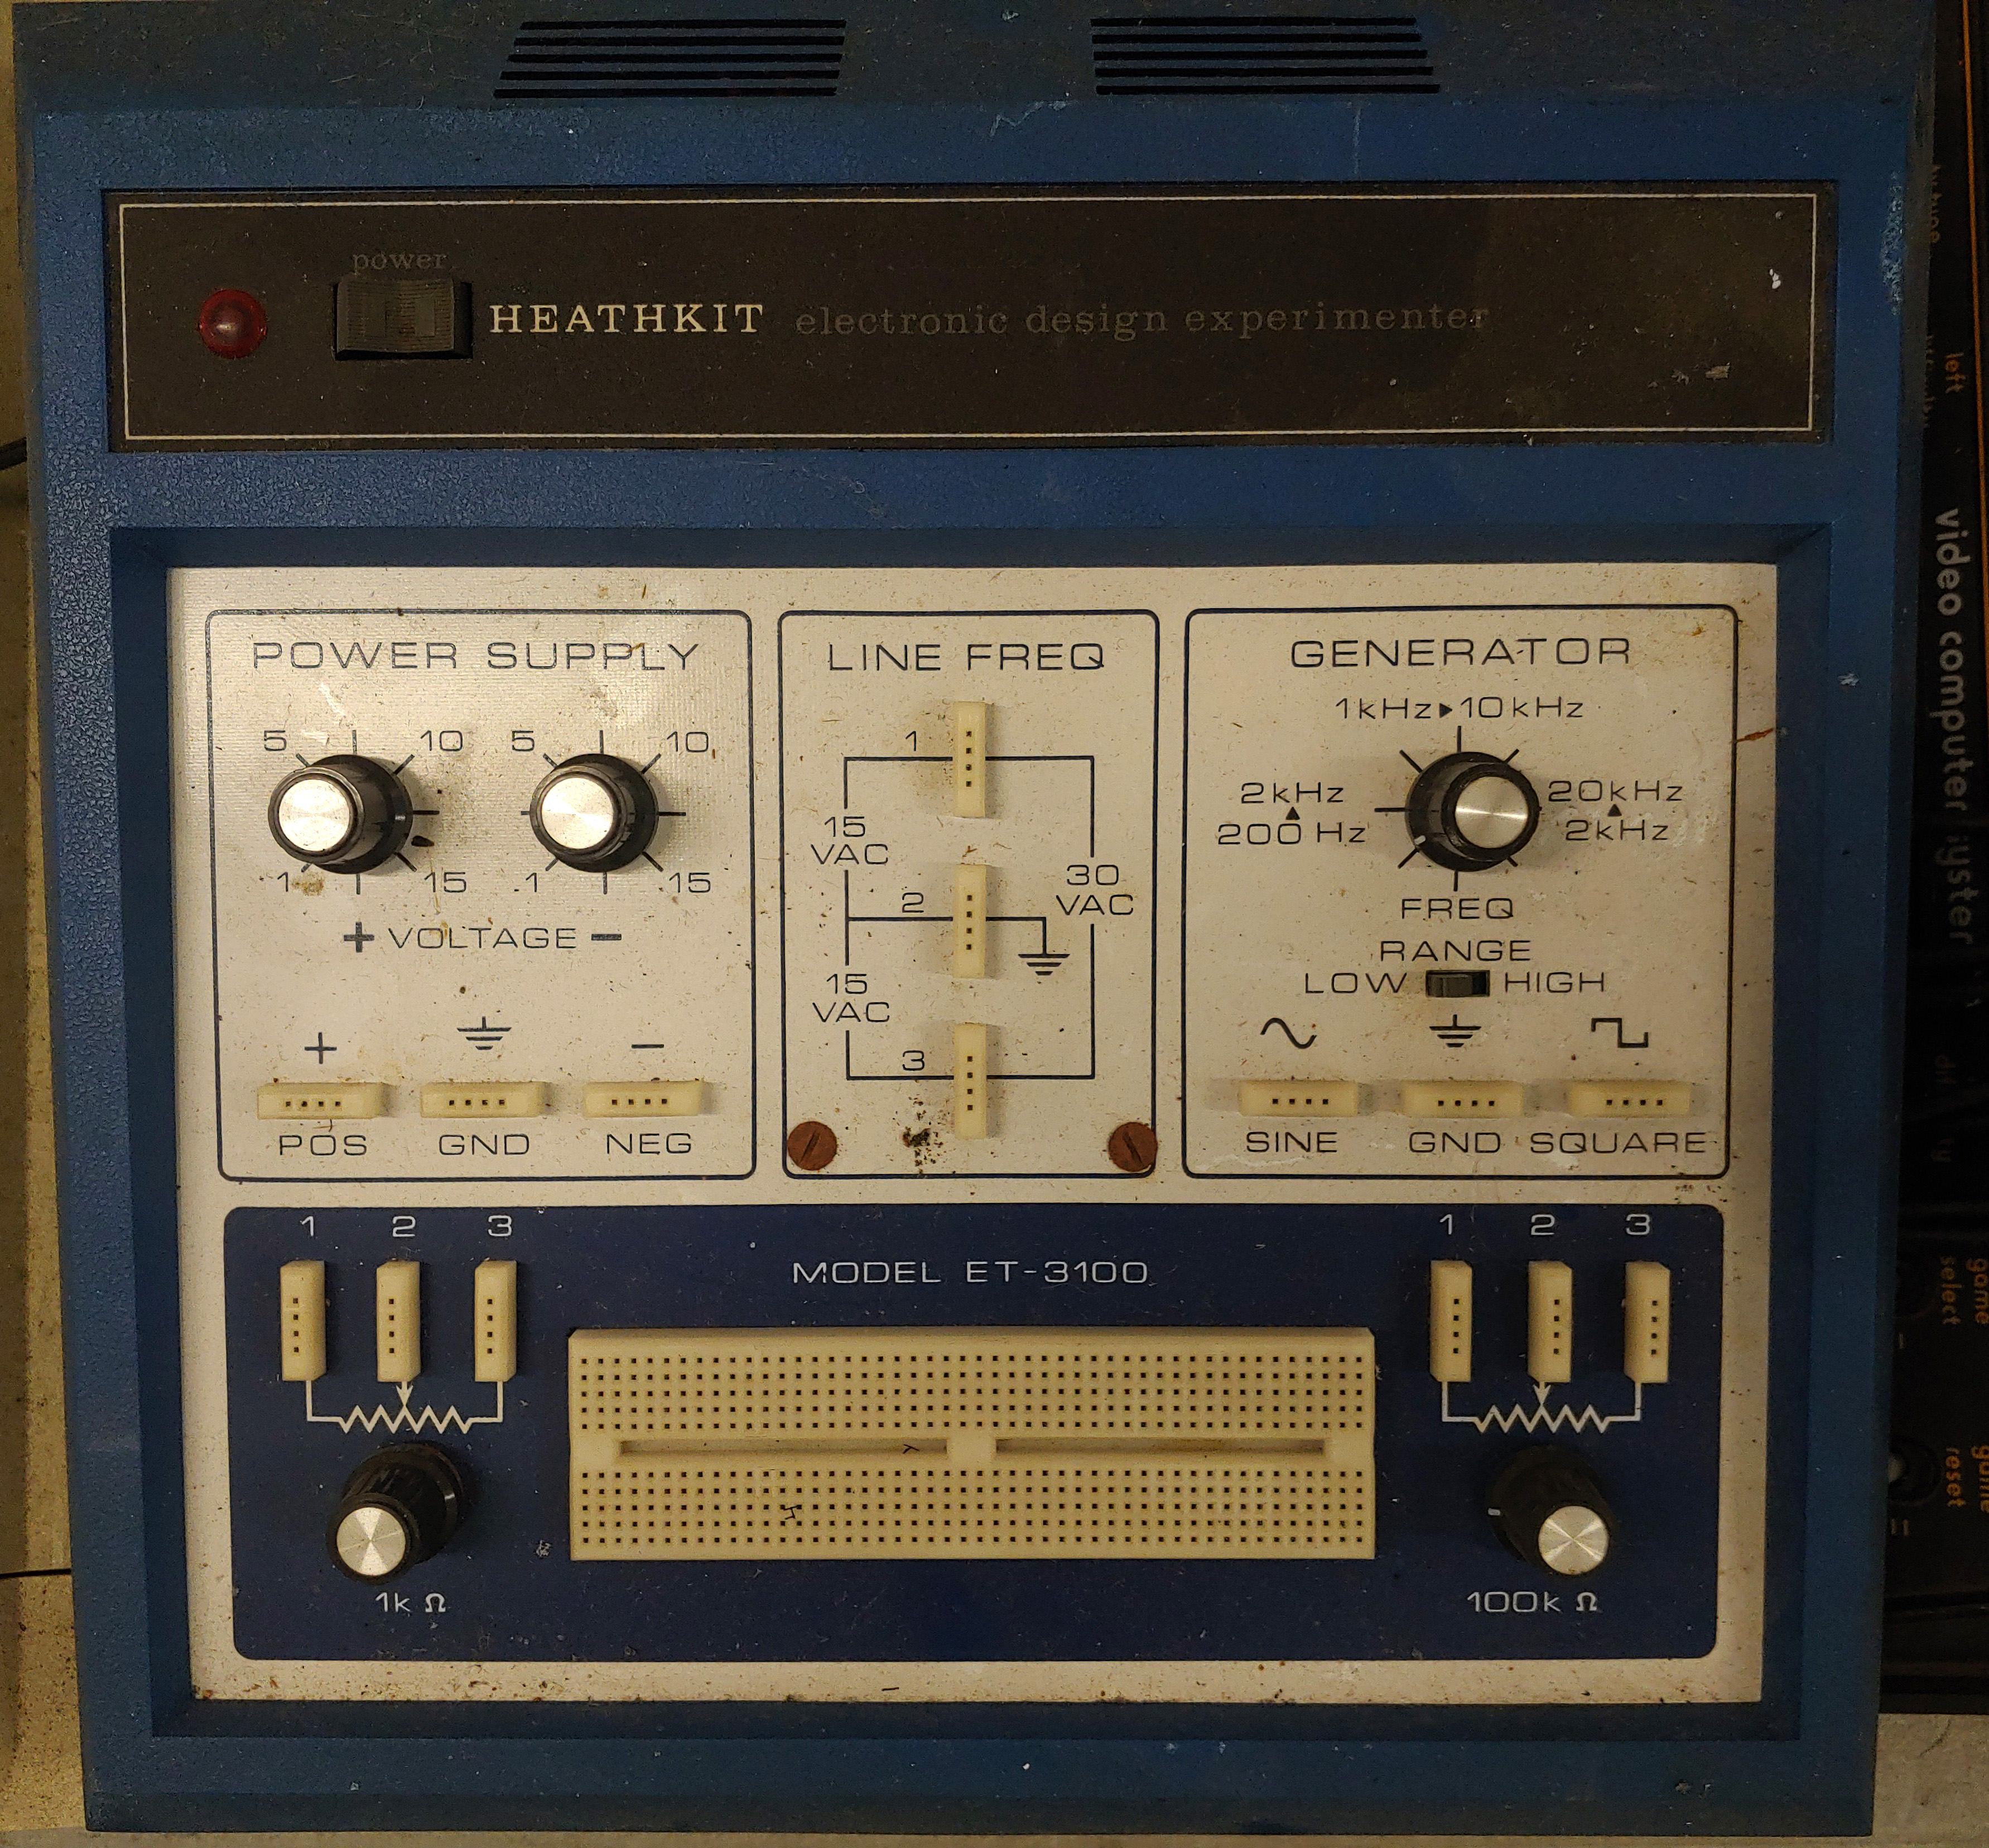 power
HEATHKIT electronic design experimenter
POWER SUPPLY
5 10 5 10
1 15 .1 15
+ VOLTAGE −
+ −
POS GND NEG
LINE FREQ
1
15
VAC
30
VAC
2
15
VAC
3
GENERATOR
1kHz▸10kHz
2kHz 20kHz
▲ ▲
200 Hz 2kHz
FREQ
RANGE
LOW HIGH
SINE GND SQUARE
1 2 3
MODEL ET-3100
1 2 3
1k Ω
100k Ω
left
video computer system
game
select
game
reset